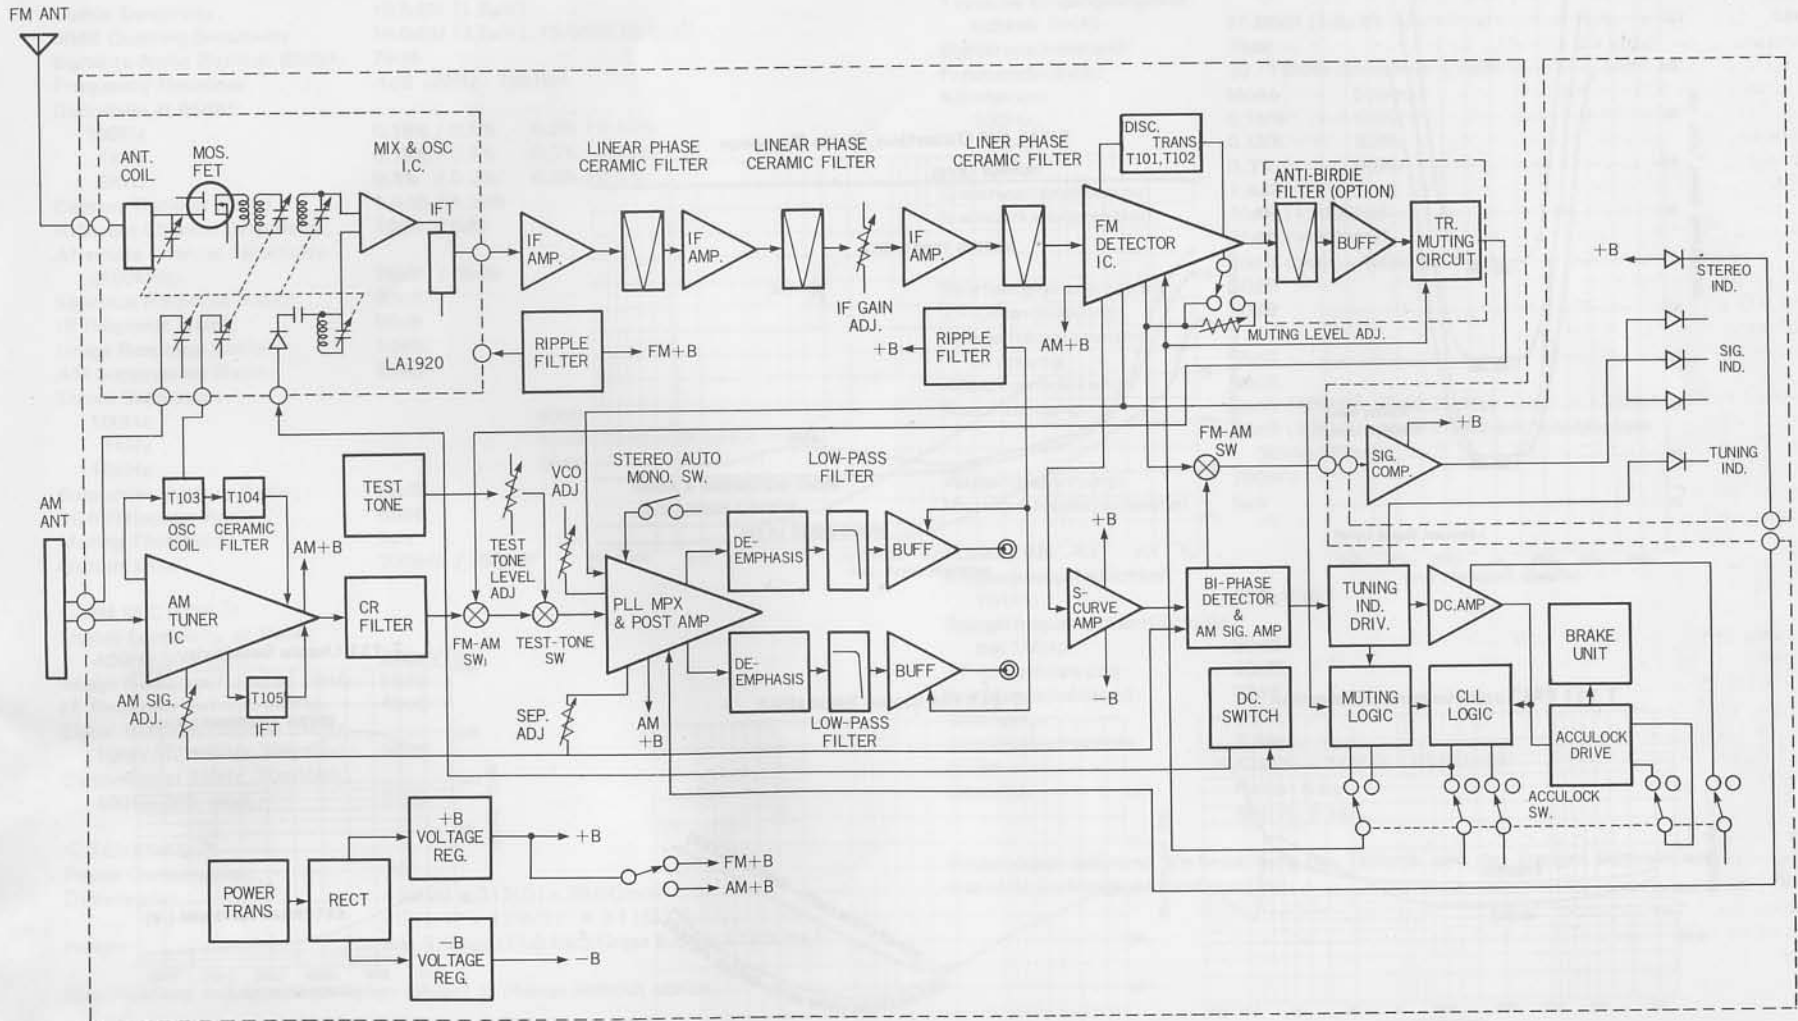 FM ANT
ANT.
COIL
MOS.
FET
MIX & OSC
I.C.
IFT
LA1920
LINEAR PHASE
CERAMIC FILTER
LINEAR PHASE
CERAMIC FILTER
LINER PHASE
CERAMIC FILTER
DISC.
TRANS
T101,T102
ANTI-BIRDIE
FILTER (OPTION)
IF
AMP.
IF
AMP.
IF GAIN
ADJ.
IF
AMP.
FM
DETECTOR
IC.
BUFF
TR.
MUTING
CIRCUIT
MUTING LEVEL ADJ.
RIPPLE
FILTER
FM+B
+B
RIPPLE
FILTER
AM+B
+B
STEREO
IND.
SIG.
IND.
TUNING
IND.
SIG.
COMP.
+B
FM-AM
SW
AM
ANT
T103
OSC
COIL
T104
CERAMIC
FILTER
AM+B
AM
TUNER
IC
AM SIG.
ADJ.
T105
IFT
TEST
TONE
CR
FILTER
TEST
TONE
LEVEL
ADJ
VCO
ADJ
STEREO AUTO
MONO. SW.
FM-AM
SW1
TEST-TONE
SW
PLL MPX
& POST AMP
SEP.
ADJ
AM
+B
LOW-PASS
FILTER
DE-
EMPHASIS
BUFF
DE-
EMPHASIS
BUFF
LOW-PASS
FILTER
+B
S-
CURVE
AMP
-B
BI-PHASE
DETECTOR
&
AM SIG. AMP
TUNING
IND.
DRIV.
DC.AMP
BRAKE
UNIT
DC.
SWITCH
MUTING
LOGIC
CLL
LOGIC
ACCULOCK
DRIVE
ACCULOCK
SW.
POWER
TRANS
RECT
+B
VOLTAGE
REG.
+B
FM+B
AM+B
-B
VOLTAGE
REG.
-B